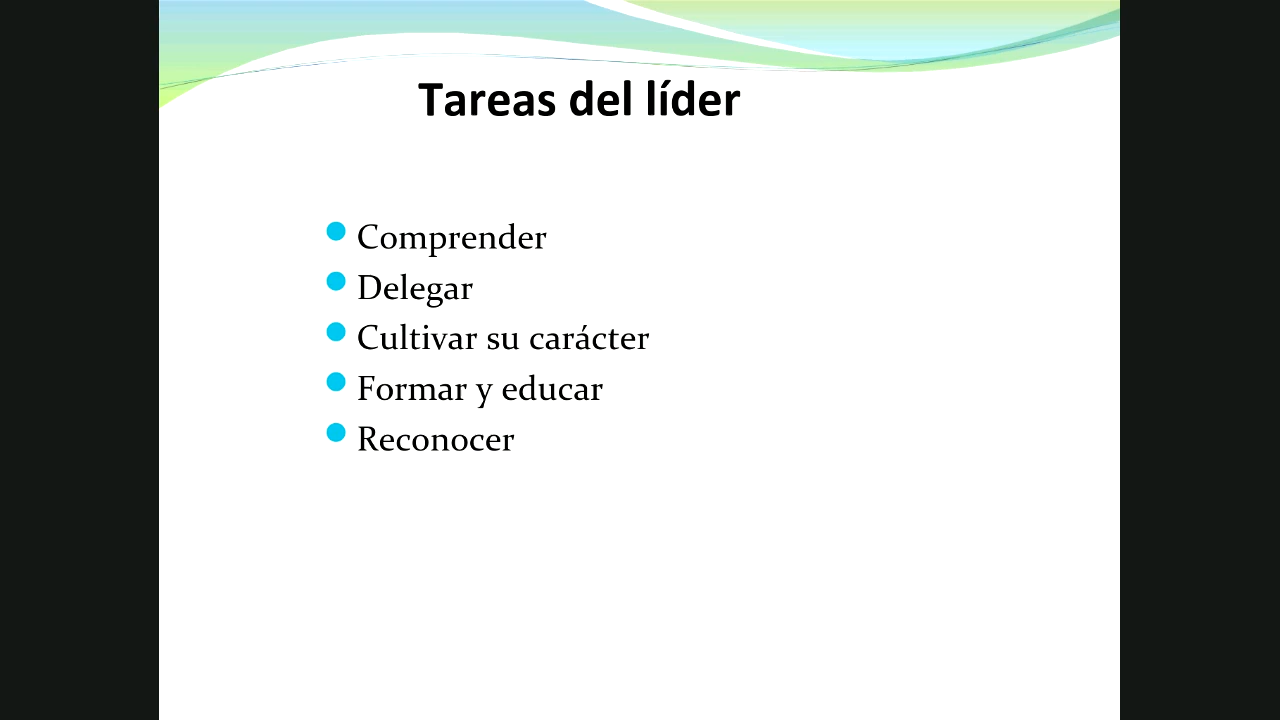 Tareas del líder
Comprender
Delegar
Cultivar su carácter
Formar y educar
Reconocer